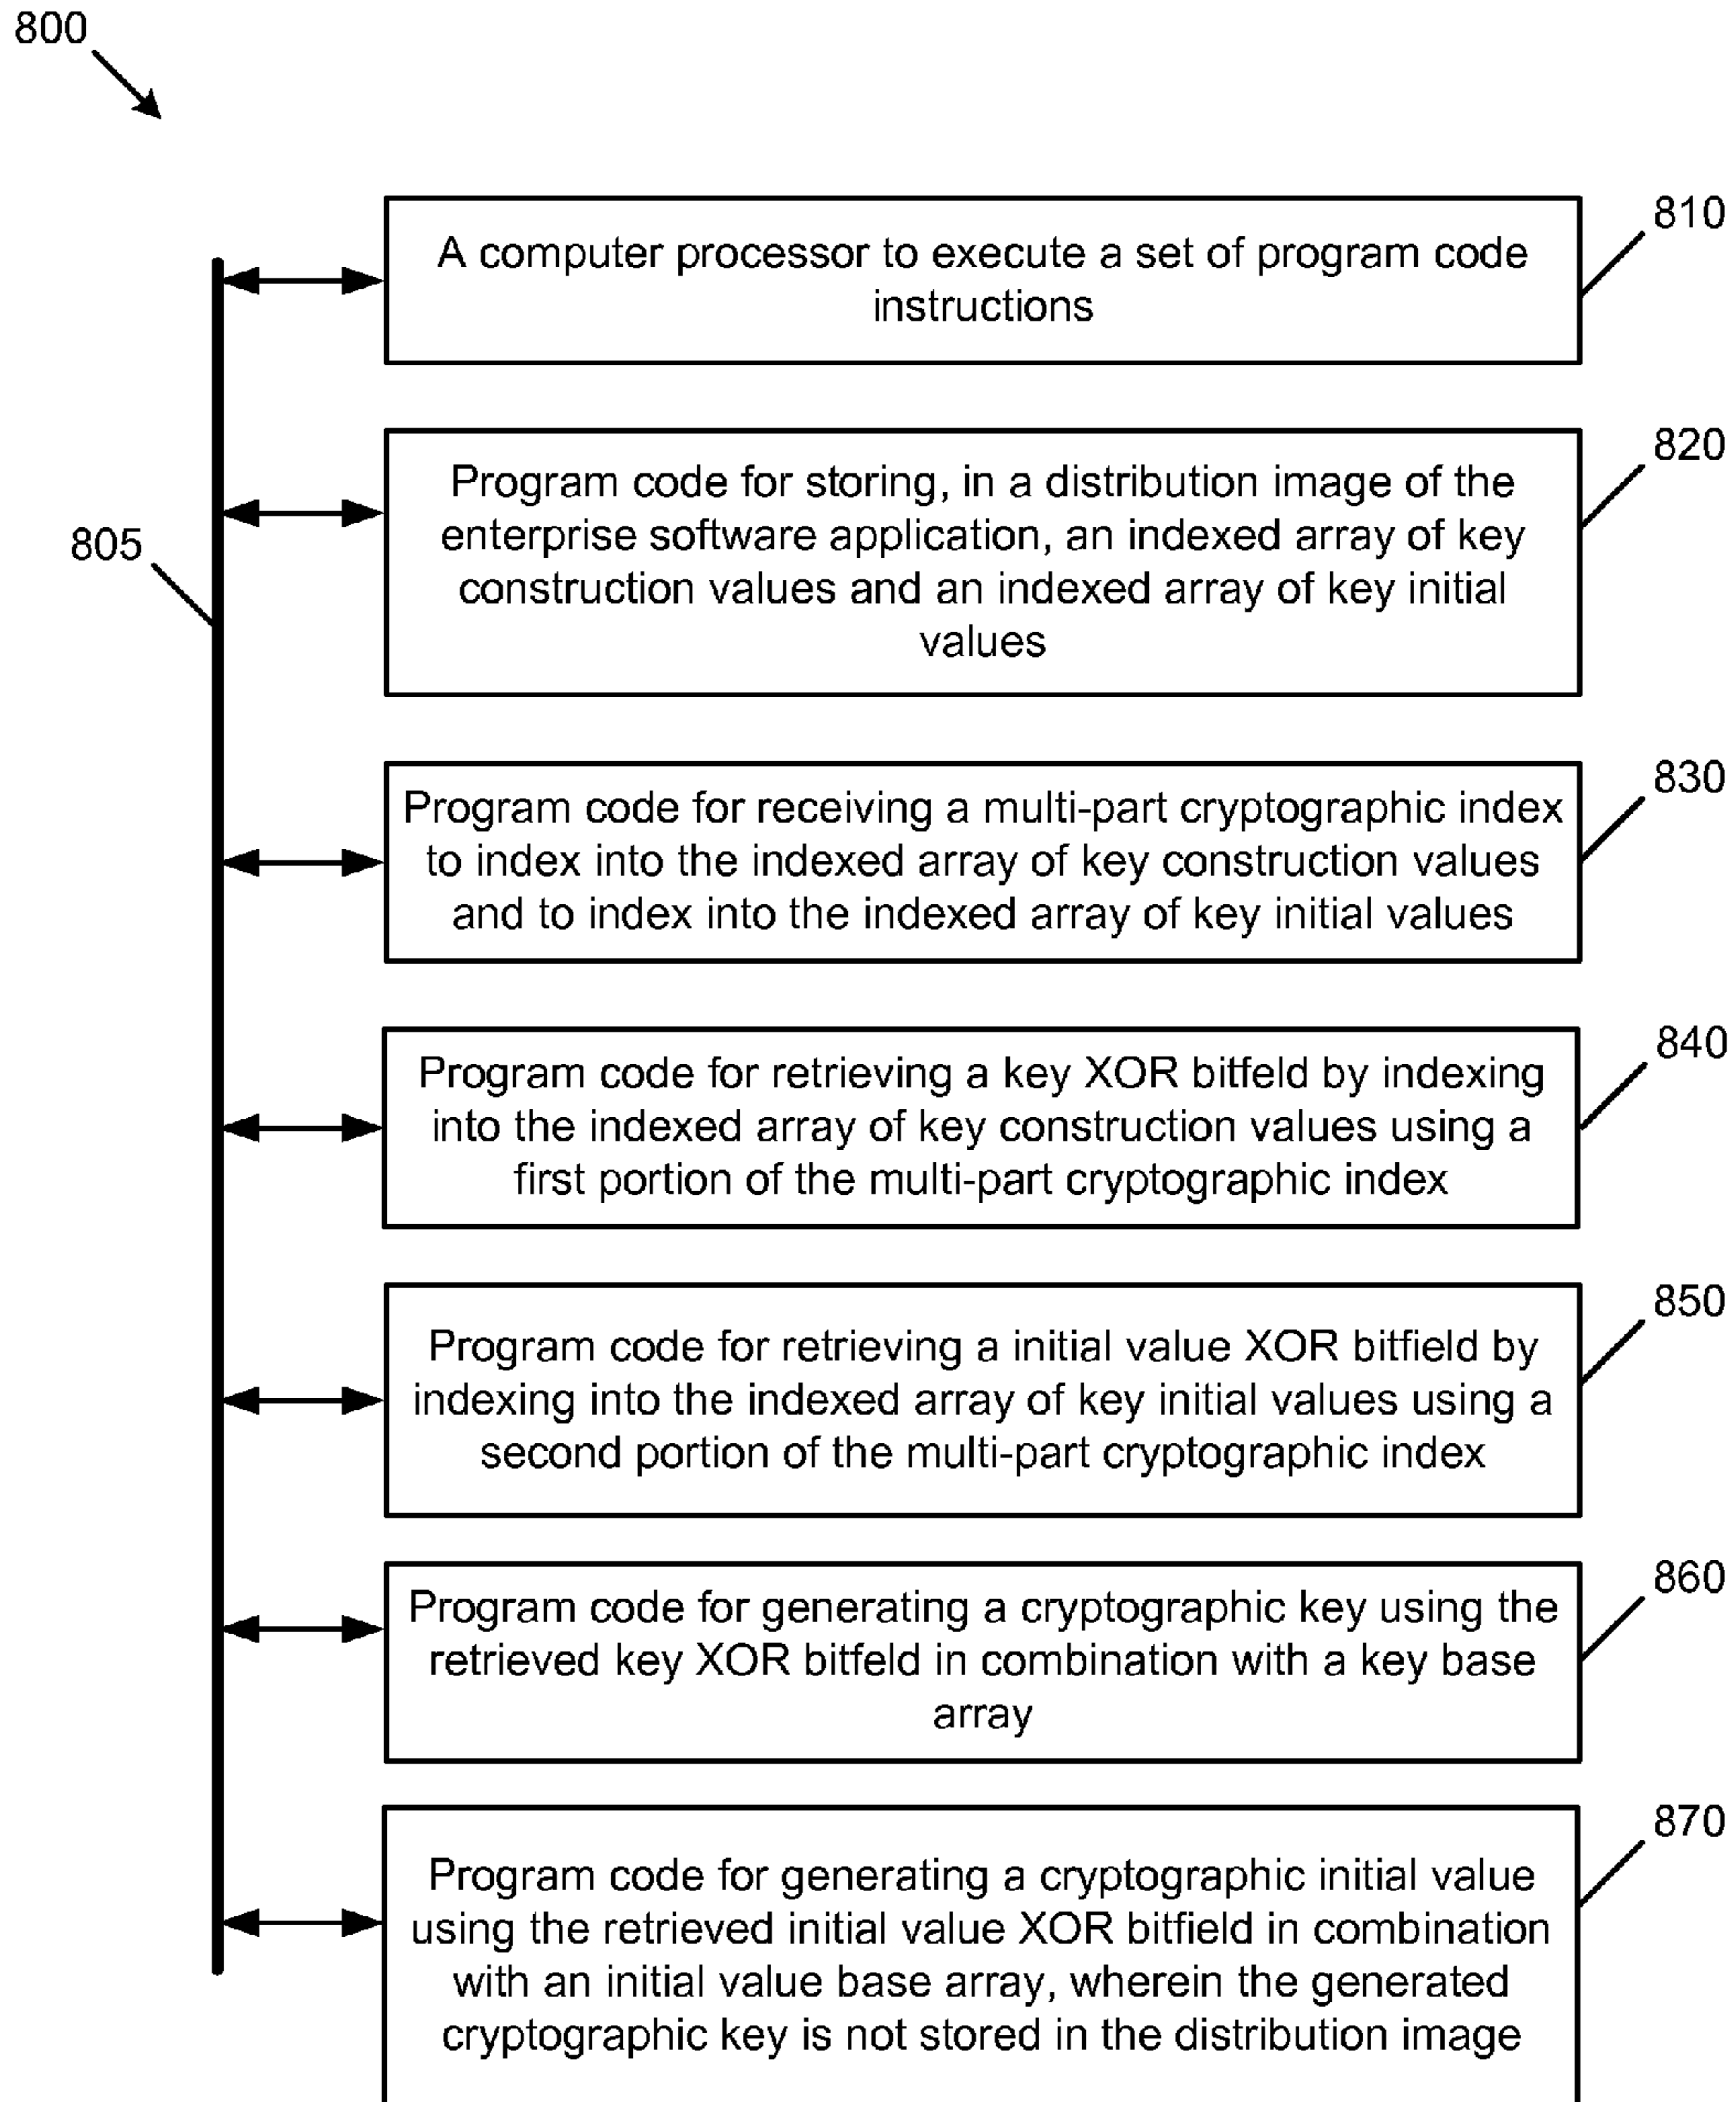 800
810
A computer processor to execute a set of program code
instructions
820
Program code for storing, in a distribution image of the
enterprise software application, an indexed array of key
construction values and an indexed array of key initial
values
805
830
Program code for receiving a multi-part cryptographic index
to index into the indexed array of key construction values
and to index into the indexed array of key initial values
840
Program code for retrieving a key XOR bitfeld by indexing
into the indexed array of key construction values using a
first portion of the multi-part cryptographic index
850
Program code for retrieving a initial value XOR bitfield by
indexing into the indexed array of key initial values using a
second portion of the multi-part cryptographic index
860
Program code for generating a cryptographic key using the
retrieved key XOR bitfeld in combination with a key base
array
870
Program code for generating a cryptographic initial value
using the retrieved initial value XOR bitfield in combination
with an initial value base array, wherein the generated
cryptographic key is not stored in the distribution image